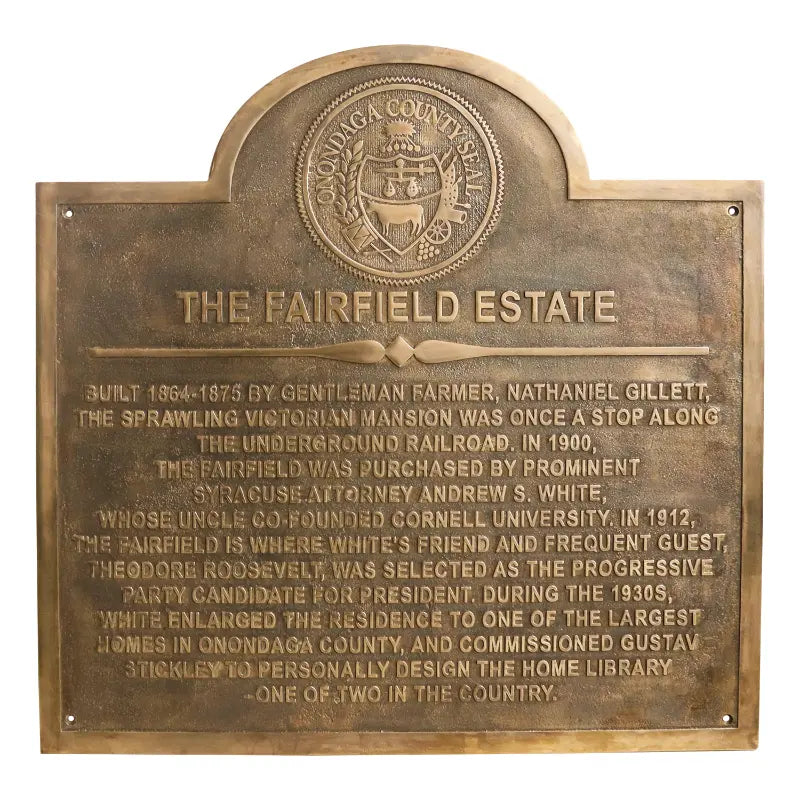 ONONDAGA COUNTY SEAL
THE FAIRFIELD ESTATE
BUILT 1864-1875 BY GENTLEMAN FARMER, NATHANIEL GILLETT,
THE SPRAWLING VICTORIAN MANSION WAS ONCE A STOP ALONG
THE UNDERGROUND RAILROAD. IN 1900,
THE FAIRFIELD WAS PURCHASED BY PROMINENT
SYRACUSE ATTORNEY ANDREW S. WHITE,
WHOSE UNCLE CO-FOUNDED CORNELL UNIVERSITY. IN 1912,
THE FAIRFIELD IS WHERE WHITE'S FRIEND AND FREQUENT GUEST,
THEODORE ROOSEVELT, WAS SELECTED AS THE PROGRESSIVE
PARTY CANDIDATE FOR PRESIDENT. DURING THE 1930S,
WHITE ENLARGED THE RESIDENCE TO ONE OF THE LARGEST
HOMES IN ONONDAGA COUNTY, AND COMMISSIONED GUSTAV
STICKLEY TO PERSONALLY DESIGN THE HOME LIBRARY
-ONE OF TWO IN THE COUNTRY.